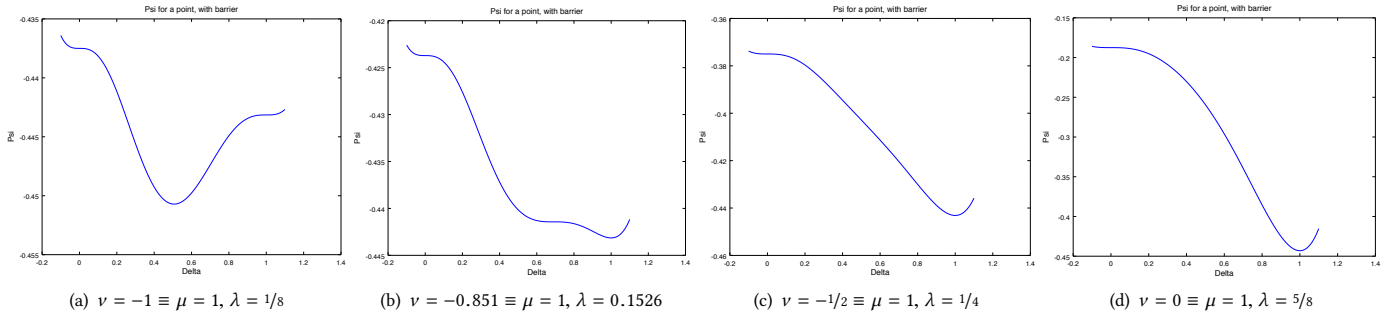 Psi for a point, with barrier
-0.435
-0.44
-0.445
-0.45
-0.455
Psi
-0.2 0 0.2 0.4 0.6 0.8 1 1.2 1.4
Delta
(a) ν = −1 ≡ μ = 1, λ = 1/8
Psi for a point, with barrier
-0.42
-0.425
-0.43
-0.435
-0.44
-0.445
Psi
-0.2 0 0.2 0.4 0.6 0.8 1 1.2 1.4
Delta
(b) ν = −0.851 ≡ μ = 1, λ = 0.1526
Psi for a point, with barrier
-0.36
-0.38
-0.4
-0.42
-0.44
-0.46
Psi
-0.2 0 0.2 0.4 0.6 0.8 1 1.2 1.4
Delta
(c) ν = −1/2 ≡ μ = 1, λ = 1/4
Psi for a point, with barrier
-0.15
-0.2
-0.25
-0.3
-0.35
-0.4
-0.45
Psi
-0.2 0 0.2 0.4 0.6 0.8 1 1.2 1.4
Delta
(d) ν = 0 ≡ μ = 1, λ = 5/8